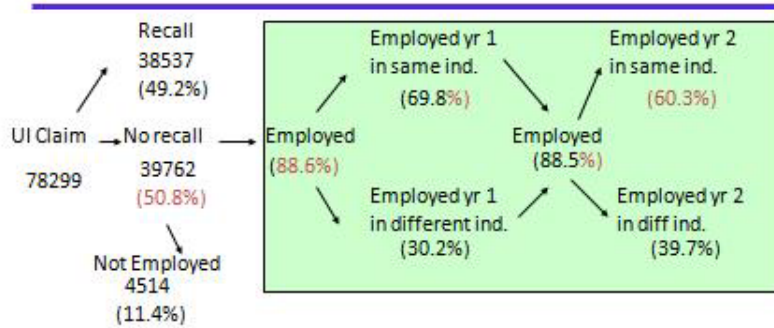 Recall
38537
(49.2%)
UI Claim
78299
No recall
39762
(50.8%)
Not Employed
4514
(11.4%)
Employed
(88.6%)
Employed yr 1
in same ind.
(69.8%)
Employed yr 1
in different ind.
(30.2%)
Employed
(88.5%)
Employed yr 2
in same ind.
(60.3%)
Employed yr 2
in diff ind.
(39.7%)